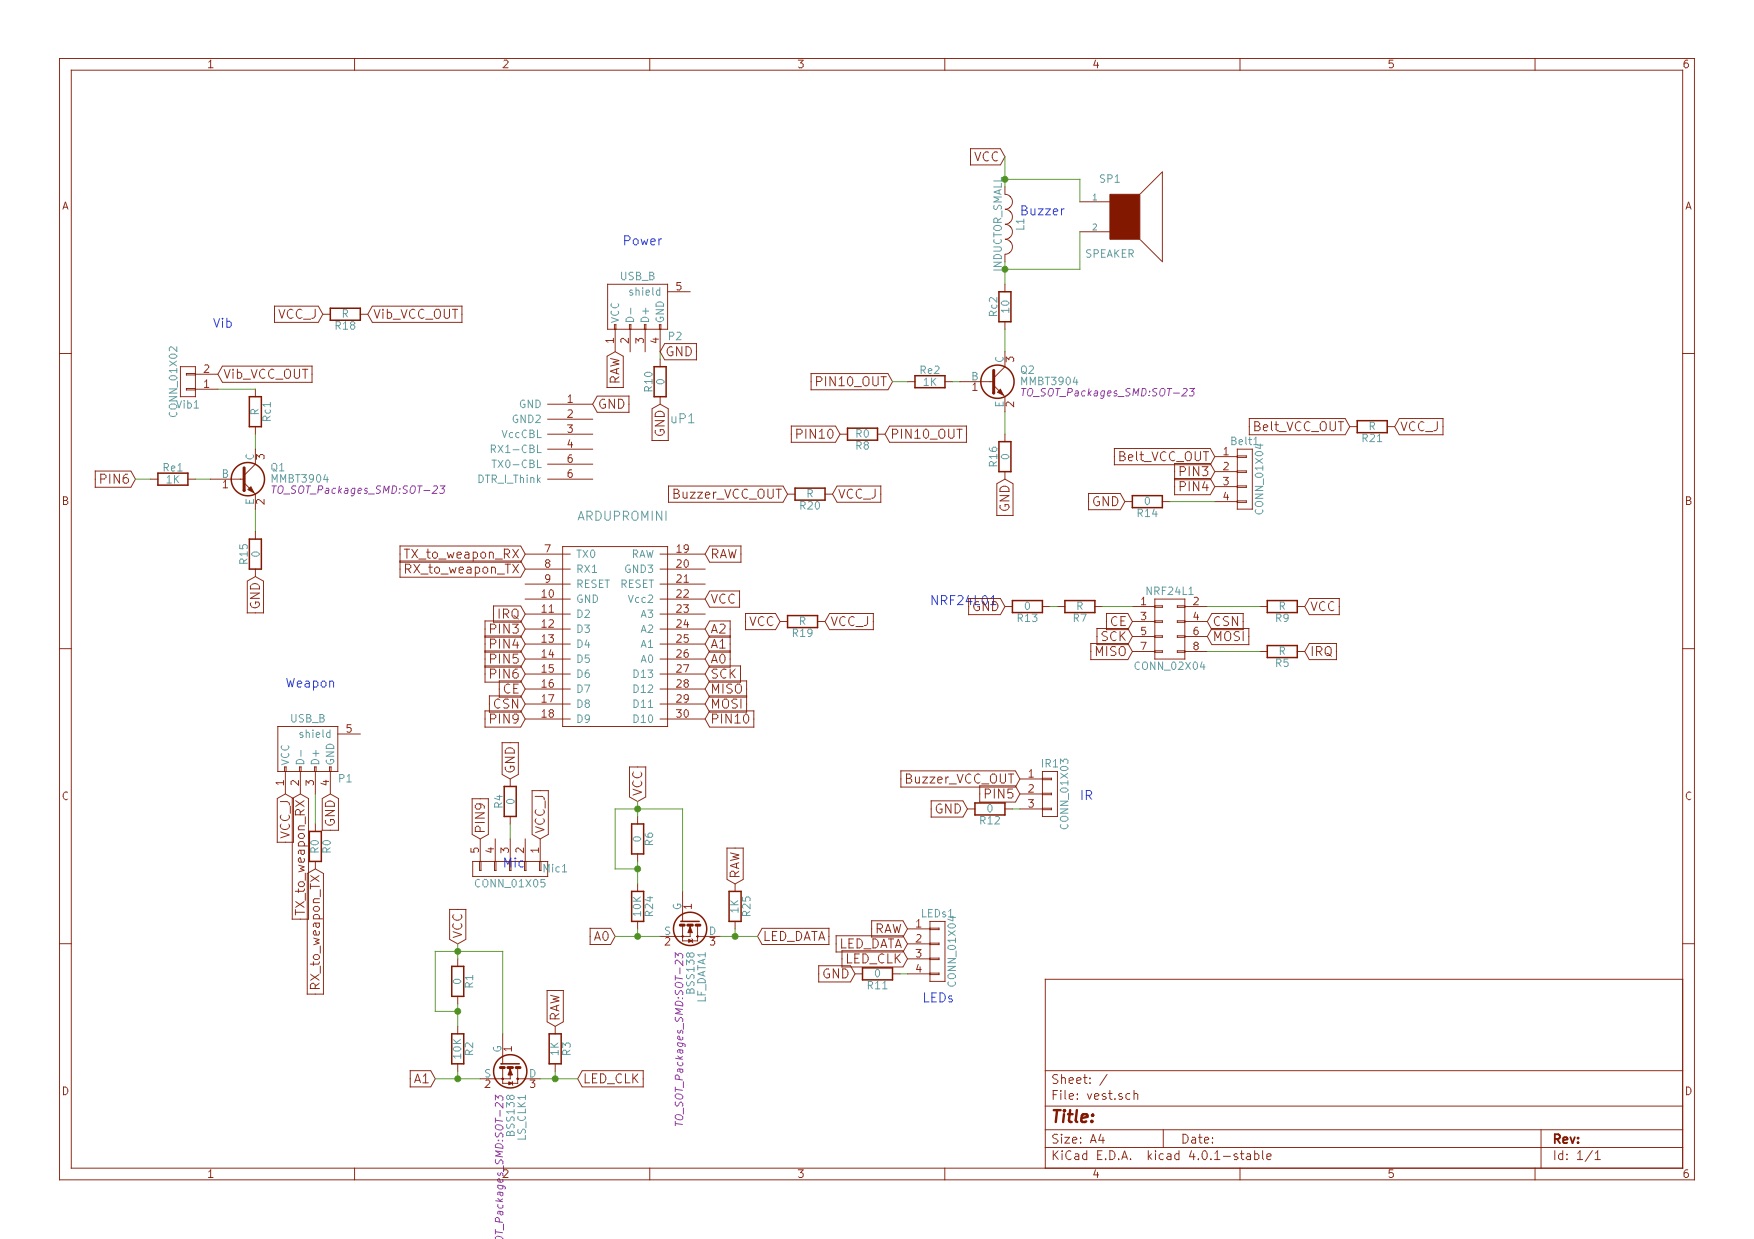 1 2 3 4 5 6
A
B
C
D
A
B
C
D
1 2 3 4 5 6
Vib
VCC_J R Vib_VCC_OUT
R18
CONN_01X02
2 Vib_VCC_OUT
1
Vib1
R Rc1
PIN6 Re1 1K
B 1
C 3
E 2
Q1
MMBT3904
TO_SOT_Packages_SMD:SOT-23
R15 0
GND
Power
USB_B
shield 5
VCC D- D+ GND
1 2 3 4
P2
RAW
GND
R10 0
GND
uP1
GND 1 GND
GND2 2
VccCBL 3
RX1-CBL 4
TX0-CBL 6
DTR_I_Think 6
ARDUPROMINI
TX_to_weapon_RX 7 TX0 RAW 19 RAW
RX_to_weapon_TX 8 RX1 GND3 20
9 RESET RESET 21
10 GND Vcc2 22 VCC
IRQ 11 D2 A3 23
PIN3 12 D3 A2 24 A2
PIN4 13 D4 A1 25 A1
PIN5 14 D5 A0 26 A0
PIN6 15 D6 D13 27 SCK
CE 16 D7 D12 28 MISO
CSN 17 D8 D11 29 MOSI
PIN9 18 D9 D10 30 PIN10
VCC
INDUCTOR_SMALL
L1
Buzzer
SP1
1
2
SPEAKER
Rc2 10
PIN10_OUT Re2 1K
B 1
C 3
E 2
Q2
MMBT3904
TO_SOT_Packages_SMD:SOT-23
R16 0
GND
PIN10 R0 PIN10_OUT
R8
Buzzer_VCC_OUT R VCC_J
R20
VCC R VCC_J
R19
Belt_VCC_OUT R VCC_J
R21
Belt1
Belt_VCC_OUT 1
PIN3 2
PIN4 3
GND 0 4
R14
CONN_01X04
NRF24L01
NRF24L1
GND 0 R 1 2 R VCC
R13 R7 R9
CE 3 4 CSN
SCK 5 6 MOSI
MISO 7 8 R IRQ
CONN_02X04 R5
Weapon
USB_B
shield 5
VCC D- D+ GND
1 2 3 4
P1
VCC_J
TX_to_weapon_RX
R0 R0
RX_to_weapon_TX
GND
GND
R4 0
PIN9
VCC_J
5 4 3 2 1
Mic
Mic1
CONN_01X05
VCC
0 R6
10K R24
A0
G 1
S 2
D 3
RAW
1K R25
LED_DATA
TO_SOT_Packages_SMD:SOT-23
BSS138
LF_DATA1
VCC
0 R1
10K R2
A1
G 1
S 2
D 3
RAW
1K R3
LED_CLK
OT_Packages_SMD:SOT-23
BSS138
LS_CLK1
IR1
Buzzer_VCC_OUT 1
PIN5 2
GND 0 3
R12
CONN_01X03
IR
LEDs1
RAW 1
LED_DATA 2
LED_CLK 3
GND 0 4
R11
CONN_01X04
LEDs
Sheet: /
File: vest.sch
Title:
Size: A4 Date: Rev:
KiCad E.D.A. kicad 4.0.1-stable Id: 1/1